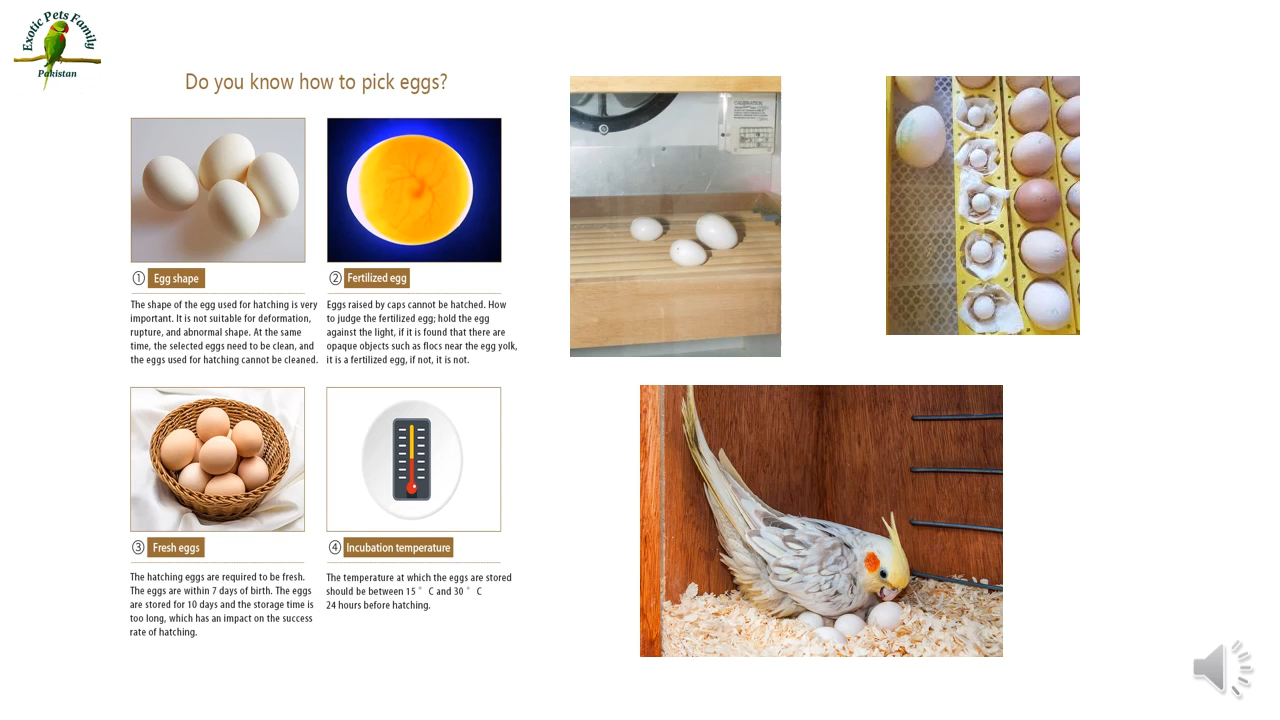 Exotic Pets Family
Pakistan
Do you know how to pick eggs?
① Egg shape
The shape of the egg used for hatching is very
important. It is not suitable for deformation,
rupture, and abnormal shape. At the same
time, the selected eggs need to be clean, and
the eggs used for hatching cannot be cleaned.
② Fertilized egg
Eggs raised by caps cannot be hatched. How
to judge the fertilized egg; hold the egg
against the light, if it is found that there are
opaque objects such as flocs near the egg yolk,
it is a fertilized egg, if not, it is not.
③ Fresh eggs
The hatching eggs are required to be fresh.
The eggs are within 7 days of birth. The eggs
are stored for 10 days and the storage time is
too long, which has an impact on the success
rate of hatching.
④ Incubation temperature
The temperature at which the eggs are stored
should be between 15 ° C and 30 ° C
24 hours before hatching.
CALIBRATION